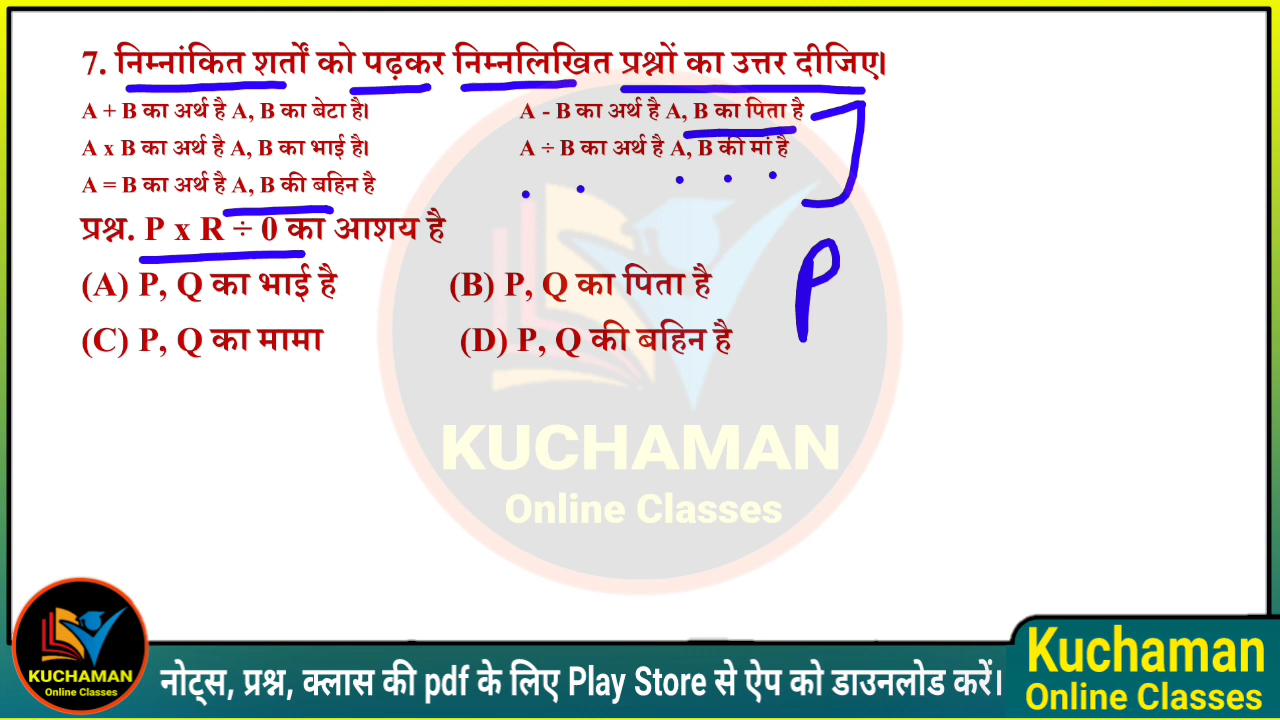 7. निम्नांकित शर्तों को पढ़कर निम्नलिखित प्रश्नों का उत्तर दीजिए।
A + B का अर्थ है A, B का बेटा है। A - B का अर्थ है A, B का पिता है
A x B का अर्थ है A, B का भाई है। A ÷ B का अर्थ है A, B की मां है
A = B का अर्थ है A, B की बहिन है
प्रश्न. P x R ÷ 0 का आशय है
(A) P, Q का भाई है (B) P, Q का पिता है
(C) P, Q का मामा (D) P, Q की बहिन है
P
KUCHAMAN
Online Classes
KUCHAMAN
Online Classes
नोट्स, प्रश्न, क्लास की pdf के लिए Play Store से ऐप को डाउनलोड करें।
Kuchaman
Online Classes